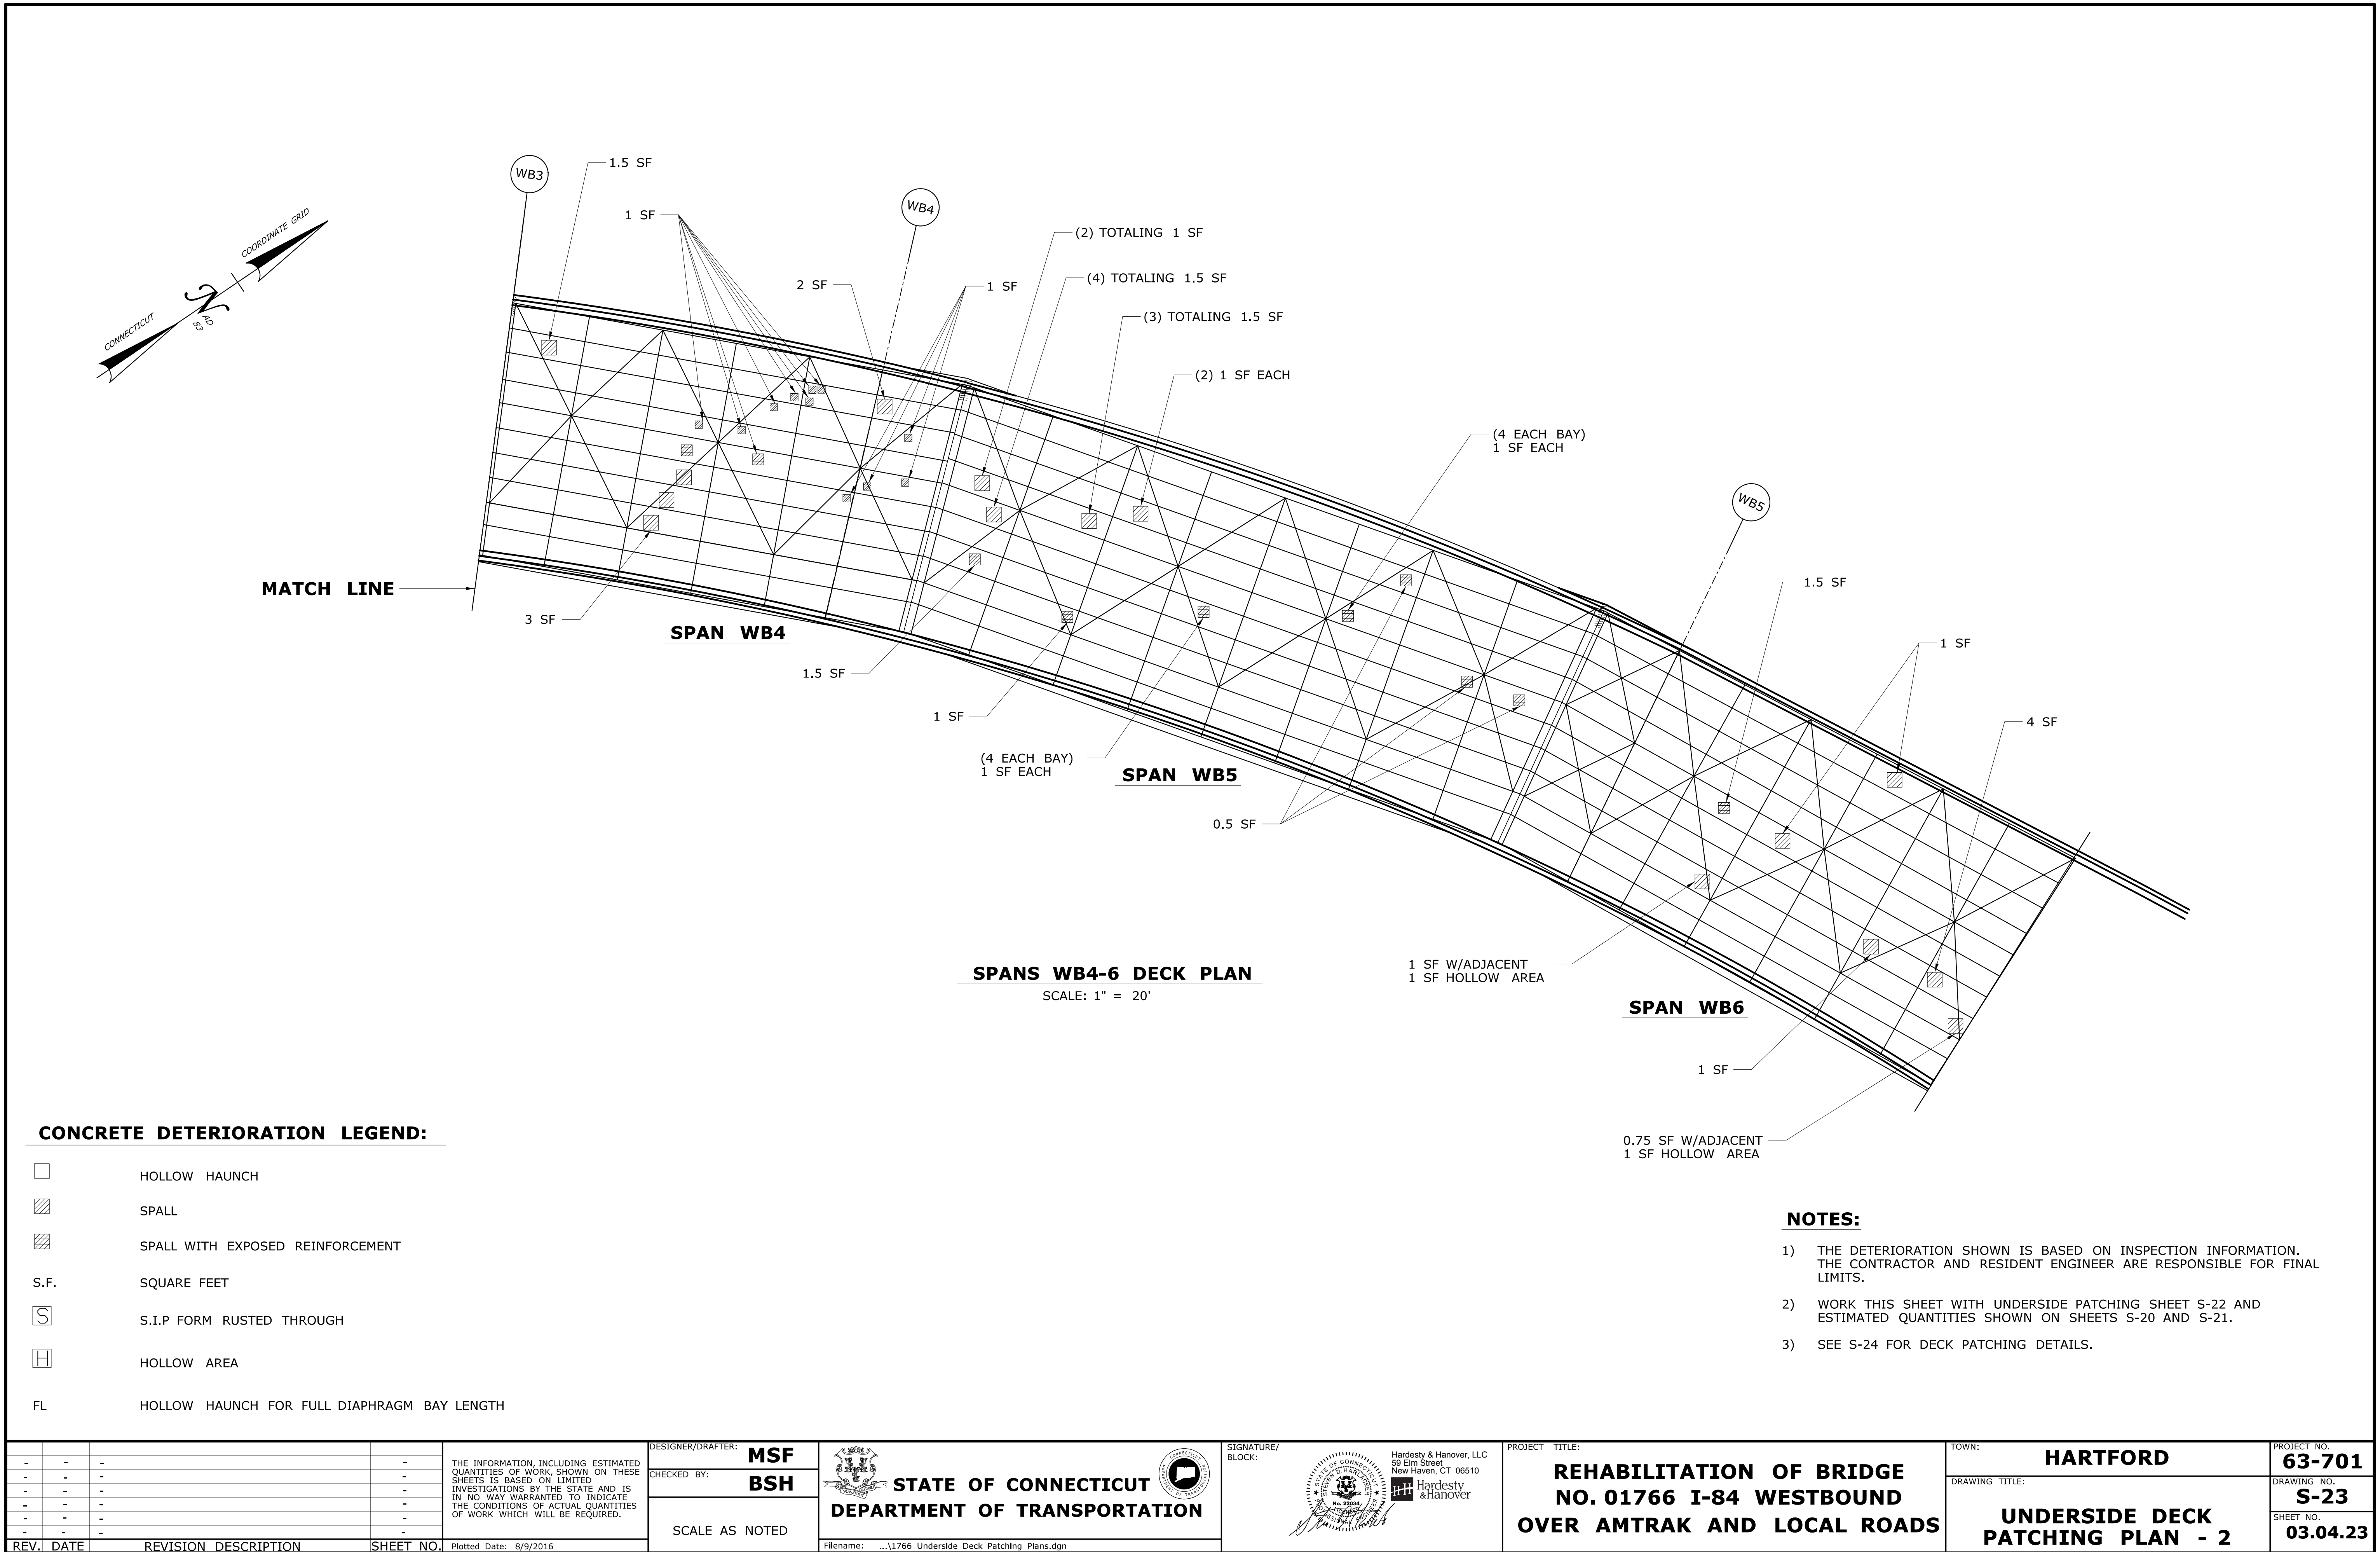 WB3
1.5 SF
1 SF
WB4
(2) TOTALING 1 SF
2 SF
(4) TOTALING 1.5 SF
1 SF
(3) TOTALING 1.5 SF
(2) 1 SF EACH
(4 EACH BAY)
1 SF EACH
WB5
COORDINATE GRID
N
AD
83
CONNECTICUT
MATCH LINE
3 SF
SPAN WB4
1.5 SF
1 SF
(4 EACH BAY)
1 SF EACH
SPAN WB5
0.5 SF
1.5 SF
1 SF
4 SF
1 SF W/ADJACENT
1 SF HOLLOW AREA
SPAN WB6
1 SF
0.75 SF W/ADJACENT
1 SF HOLLOW AREA
SPANS WB4-6 DECK PLAN
SCALE: 1" = 20'
CONCRETE DETERIORATION LEGEND:
HOLLOW HAUNCH
SPALL
SPALL WITH EXPOSED REINFORCEMENT
S.F. SQUARE FEET
S S.I.P FORM RUSTED THROUGH
H HOLLOW AREA
FL HOLLOW HAUNCH FOR FULL DIAPHRAGM BAY LENGTH
NOTES:
1) THE DETERIORATION SHOWN IS BASED ON INSPECTION INFORMATION.
THE CONTRACTOR AND RESIDENT ENGINEER ARE RESPONSIBLE FOR FINAL
LIMITS.
2) WORK THIS SHEET WITH UNDERSIDE PATCHING SHEET S-22 AND
ESTIMATED QUANTITIES SHOWN ON SHEETS S-20 AND S-21.
3) SEE S-24 FOR DECK PATCHING DETAILS.
- - - -
- - - -
- - - -
- - - -
- - - -
- - - -
REV. DATE REVISION DESCRIPTION SHEET NO.
THE INFORMATION, INCLUDING ESTIMATED
QUANTITIES OF WORK, SHOWN ON THESE
SHEETS IS BASED ON LIMITED
INVESTIGATIONS BY THE STATE AND IS
IN NO WAY WARRANTED TO INDICATE
THE CONDITIONS OF ACTUAL QUANTITIES
OF WORK WHICH WILL BE REQUIRED.
Plotted Date: 8/9/2016
DESIGNER/DRAFTER:
MSF
CHECKED BY:
BSH
SCALE AS NOTED
STATE OF CONNECTICUT
DEPARTMENT OF TRANSPORTATION
Filename: ...\1766 Underside Deck Patching Plans.dgn
SIGNATURE/
BLOCK:
STATE OF CONNECTICUT
STEVEN D. HARLACKER
No. 22034
LICENSED
PROFESSIONAL ENGINEER
Hardesty & Hanover, LLC
59 Elm Street
New Haven, CT 06510
Hardesty
&Hanover
PROJECT TITLE:
REHABILITATION OF BRIDGE
NO. 01766 I-84 WESTBOUND
OVER AMTRAK AND LOCAL ROADS
TOWN:
HARTFORD
DRAWING TITLE:
UNDERSIDE DECK
PATCHING PLAN - 2
PROJECT NO.
63-701
DRAWING NO.
S-23
SHEET NO.
03.04.23